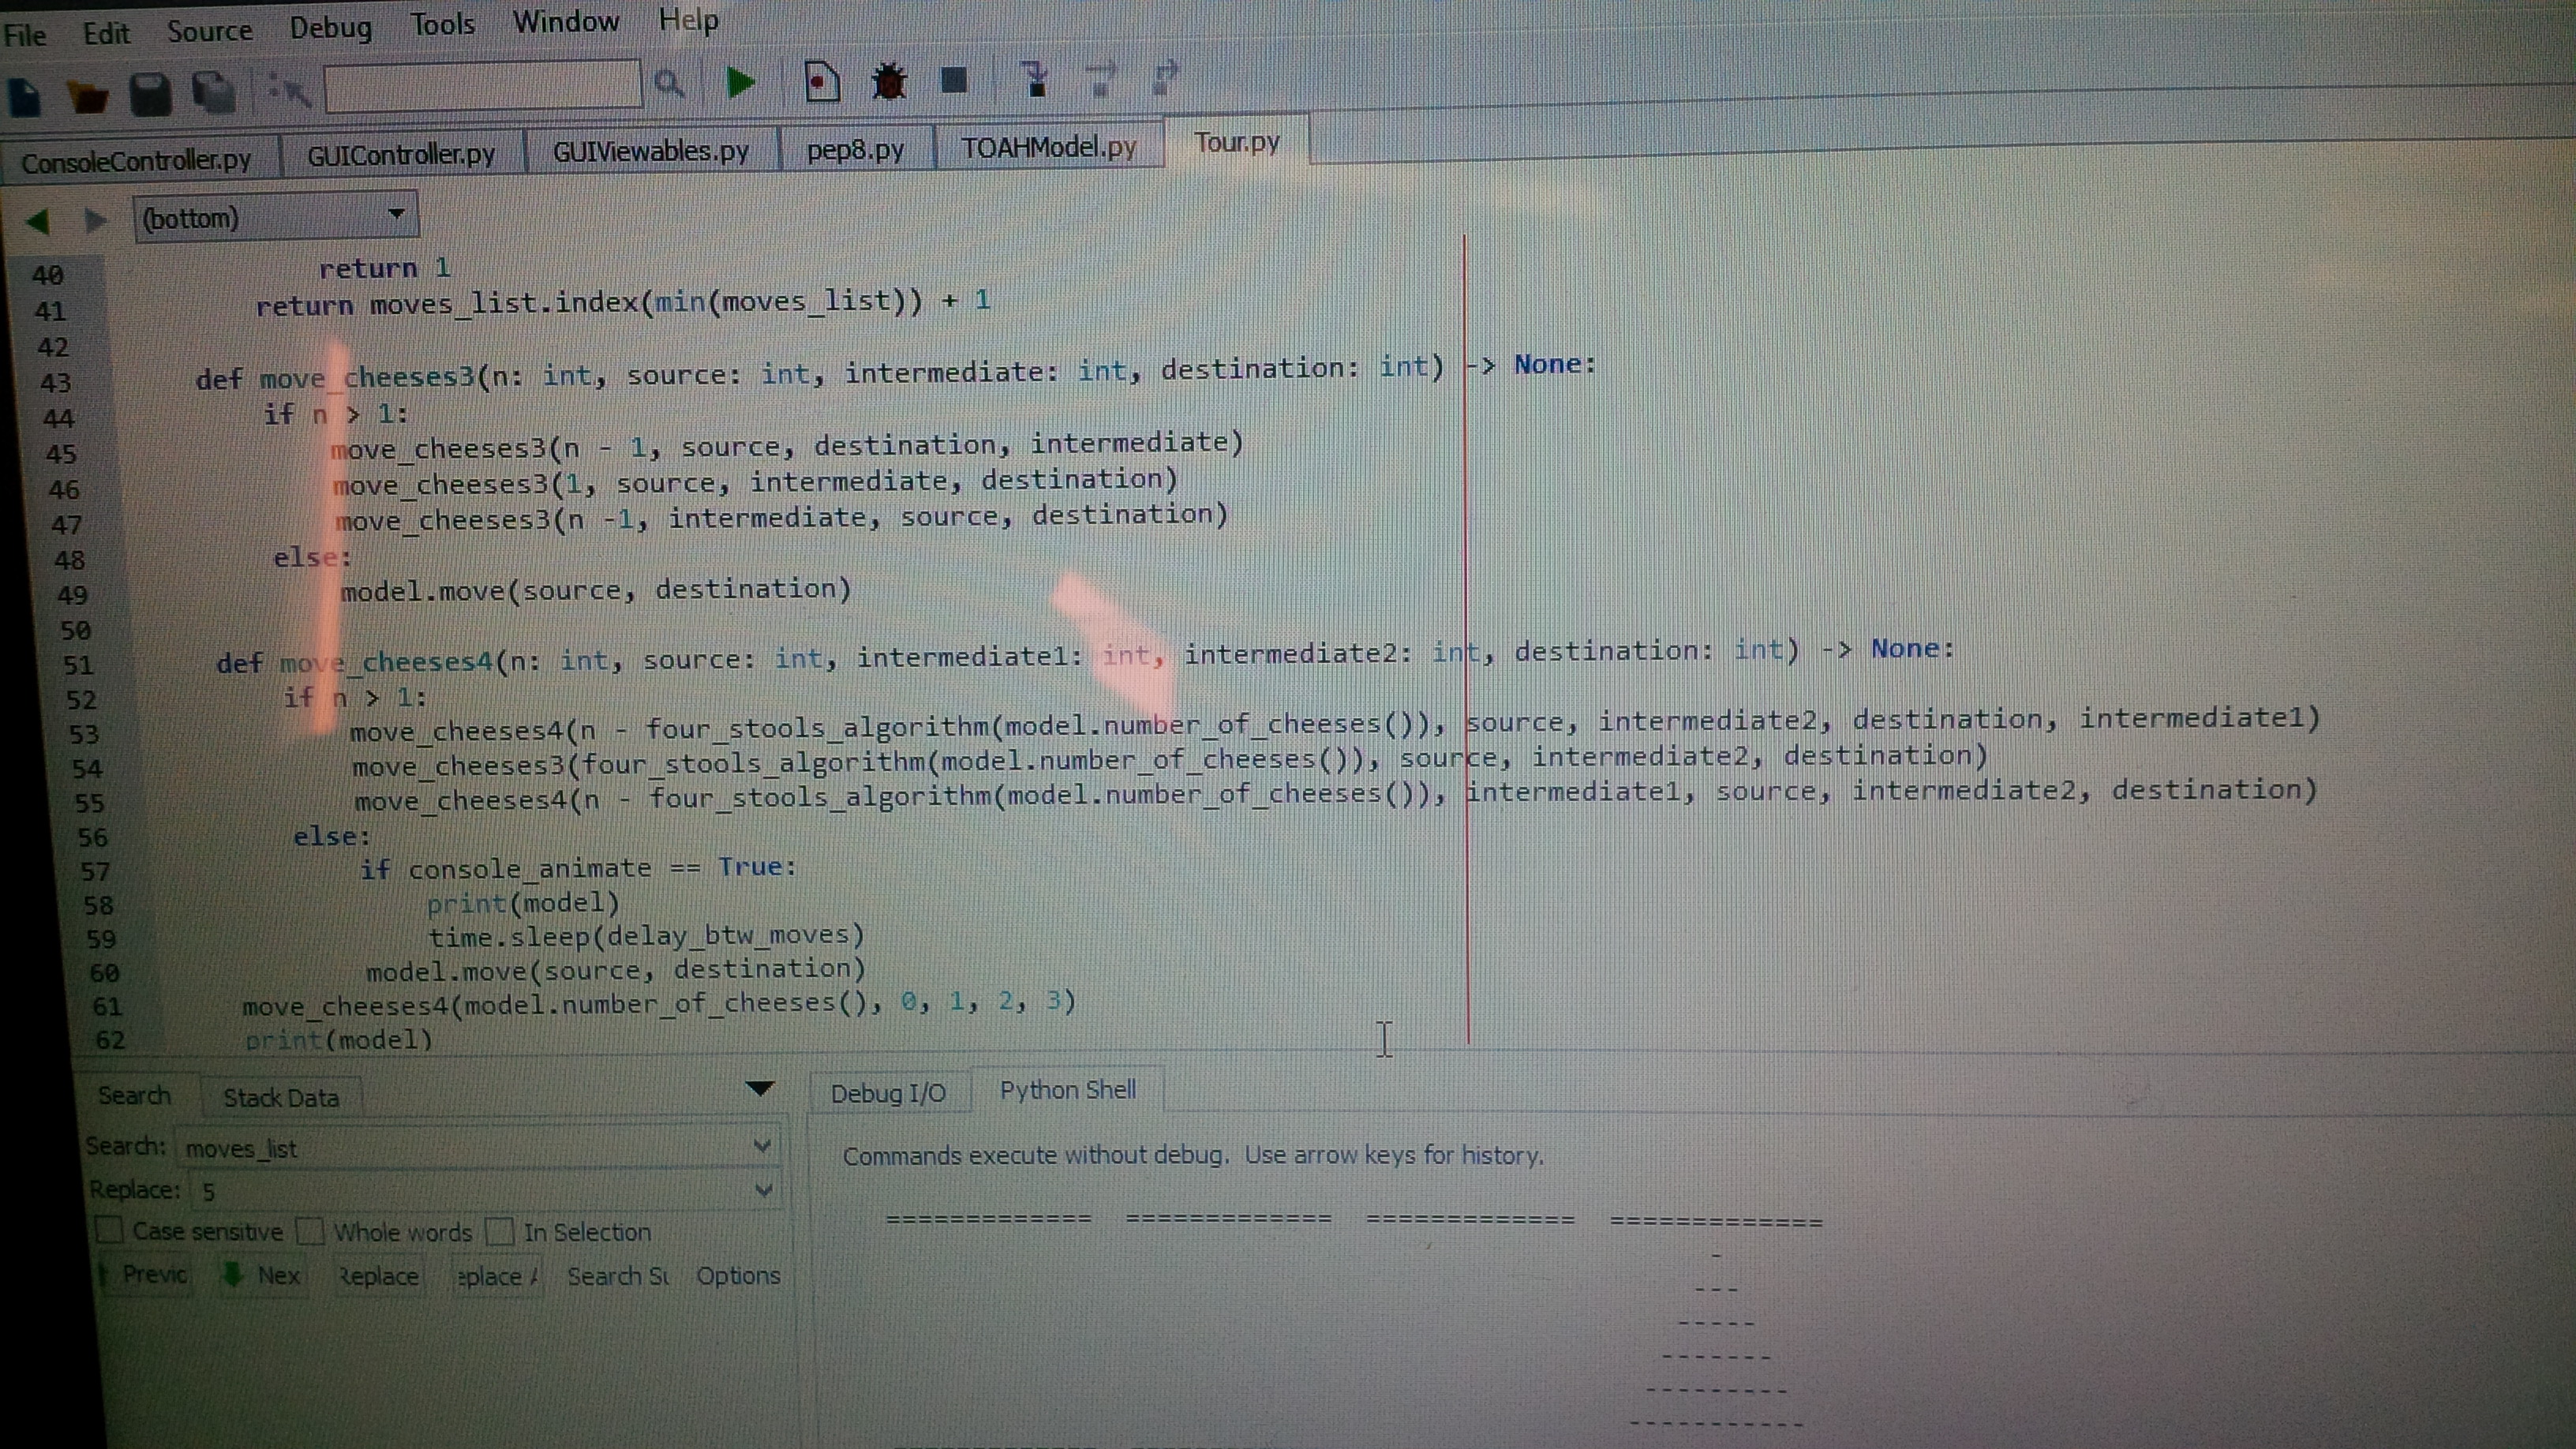 File Edit Source Debug Tools Window Help
ConsoleController.py GUIController.py GUIViewables.py pep8.py TOAHModel.py Tour.py
(bottom)
40 return 1
41 return moves_list.index(min(moves_list)) + 1
42
43 def move_cheeses3(n: int, source: int, intermediate: int, destination: int) -> None:
44 if n > 1:
45 move_cheeses3(n - 1, source, destination, intermediate)
46 move_cheeses3(1, source, intermediate, destination)
47 move_cheeses3(n -1, intermediate, source, destination)
48 else:
49 model.move(source, destination)
50
51 def move_cheeses4(n: int, source: int, intermediate1: int, intermediate2: int, destination: int) -> None:
52 if n > 1:
53 move_cheeses4(n - four_stools_algorithm(model.number_of_cheeses()), source, intermediate2, destination, intermediate1)
54 move_cheeses3(four_stools_algorithm(model.number_of_cheeses()), source, intermediate2, destination)
55 move_cheeses4(n - four_stools_algorithm(model.number_of_cheeses()), intermediate1, source, intermediate2, destination)
56 else:
57 if console_animate == True:
58 print(model)
59 time.sleep(delay_btw_moves)
60 model.move(source, destination)
61 move_cheeses4(model.number_of_cheeses(), 0, 1, 2, 3)
62 print(model)
Search Stack Data
Search: moves_list
Replace: 5
Case sensitive Whole words In Selection
Previc Nex Replace eplace A Search Su Options
Debug I/O Python Shell
Commands execute without debug. Use arrow keys for history.
============= ============= ============= =============
-
---
-----
-------
---------
-----------